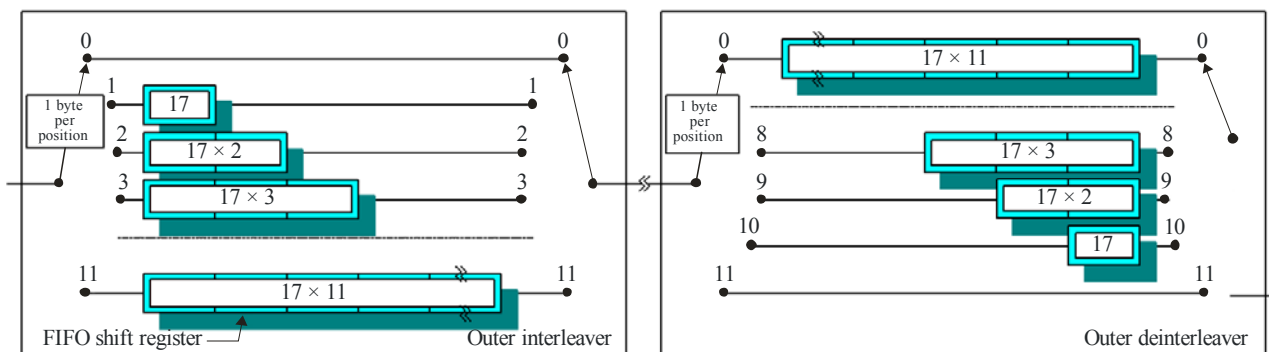 0 0
1 17 1
1 byte
per
position
2 17 × 2 2
3 17 × 3 3
11 17 × 11 11
FIFO shift register
Outer interleaver
0 17 × 11 0
1 byte
per
position
8 17 × 3 8
9 17 × 2 9
10 17 10
11 11
Outer deinterleaver